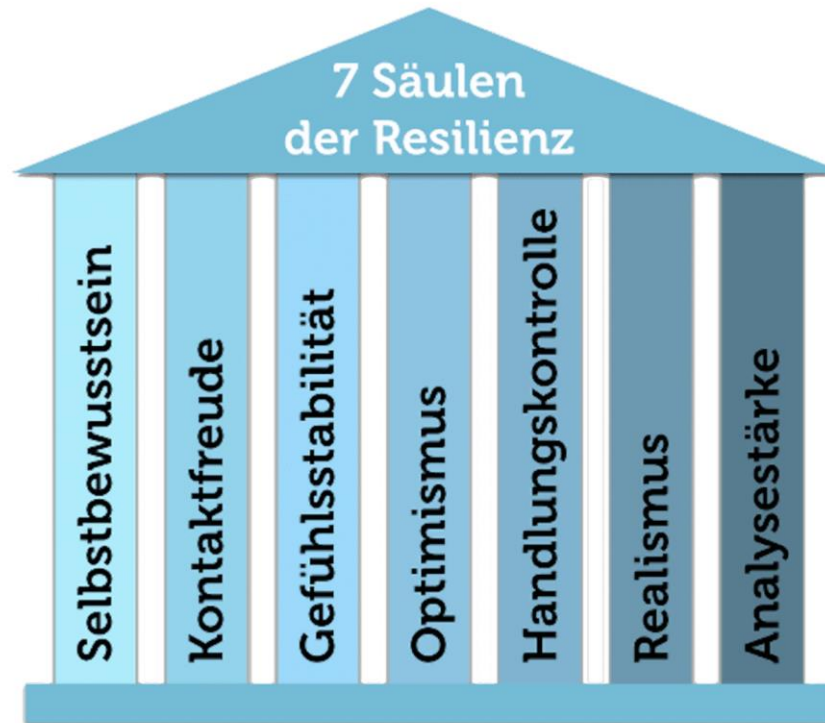 7 Säulen
der Resilienz
Selbstbewusstsein
Kontaktfreude
Gefühlsstabilität
Optimismus
Handlungskontrolle
Realismus
Analysestärke